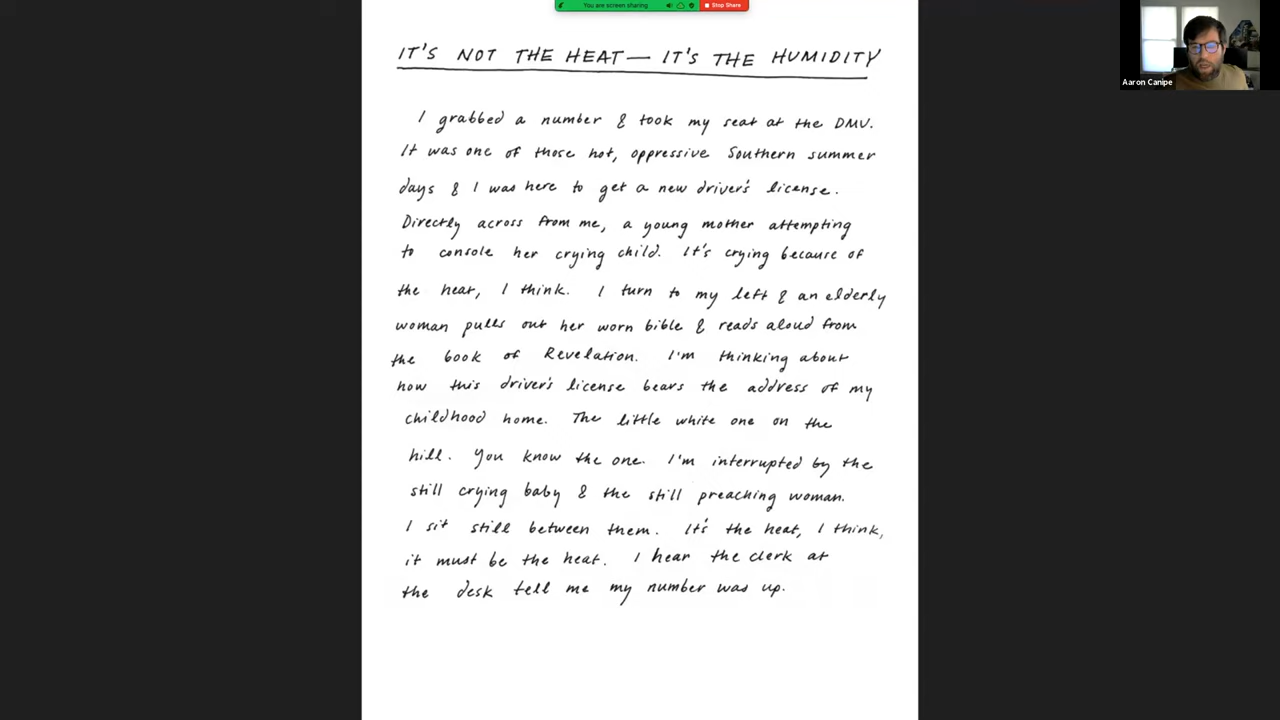 You are screen sharing
Stop Share
Aaron Canipe
IT'S NOT THE HEAT — IT'S THE HUMIDITY
I grabbed a number & took my seat at the DMV.
It was one of those hot, oppressive Southern summer
days & I was here to get a new driver's license.
Directly across from me, a young mother attempting
to console her crying child. It's crying because of
the heat, I think. I turn to my left & an elderly
woman pulls out her worn bible & reads aloud from
the book of Revelation. I'm thinking about
how this driver's license bears the address of my
childhood home. The little white one on the
hill. You know the one. I'm interrupted by the
still crying baby & the still preaching woman.
I sit still between them. It's the heat, I think,
it must be the heat. I hear the clerk at
the desk tell me my number was up.